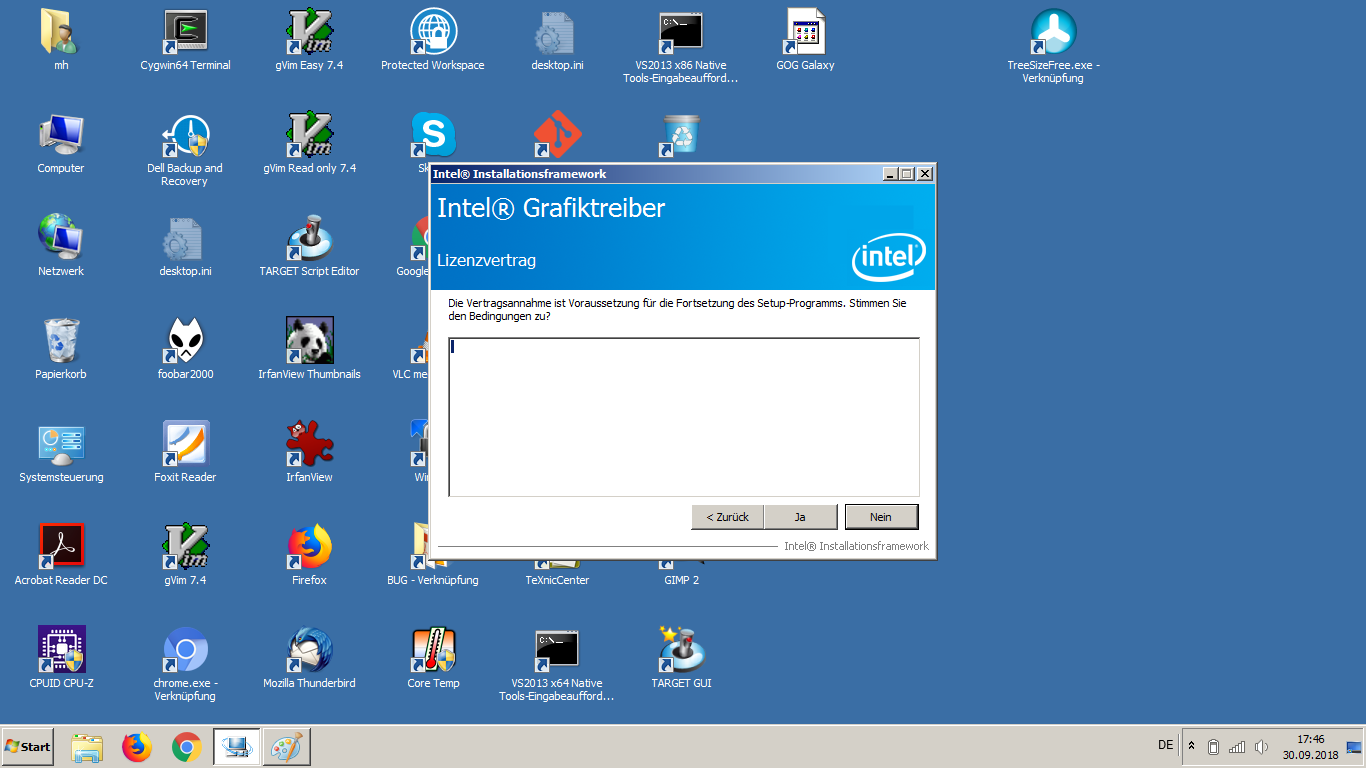 mh
Cygwin64 Terminal
gVim Easy 7.4
Protected Workspace
desktop.ini
VS2013 x86 Native
Tools-Eingabeaufford...
GOG Galaxy
TreeSizeFree.exe -
Verknüpfung
Computer
Dell Backup and
Recovery
gVim Read only 7.4
Sk
Netzwerk
desktop.ini
TARGET Script Editor
Google
Papierkorb
foobar2000
IrfanView Thumbnails
VLC me
Systemsteuerung
Foxit Reader
IrfanView
Win
Acrobat Reader DC
gVim 7.4
Firefox
BUG - Verknüpfung
TeXnicCenter
GIMP 2
CPUID CPU-Z
chrome.exe -
Verknüpfung
Mozilla Thunderbird
Core Temp
VS2013 x64 Native
Tools-Eingabeaufford...
TARGET GUI
Intel® Installationsframework
Intel® Grafiktreiber
Lizenzvertrag
intel
Die Vertragsannahme ist Voraussetzung für die Fortsetzung des Setup-Programms. Stimmen Sie
den Bedingungen zu?
< Zurück
Ja
Nein
Intel® Installationsframework
Start
DE
17:46
30.09.2018